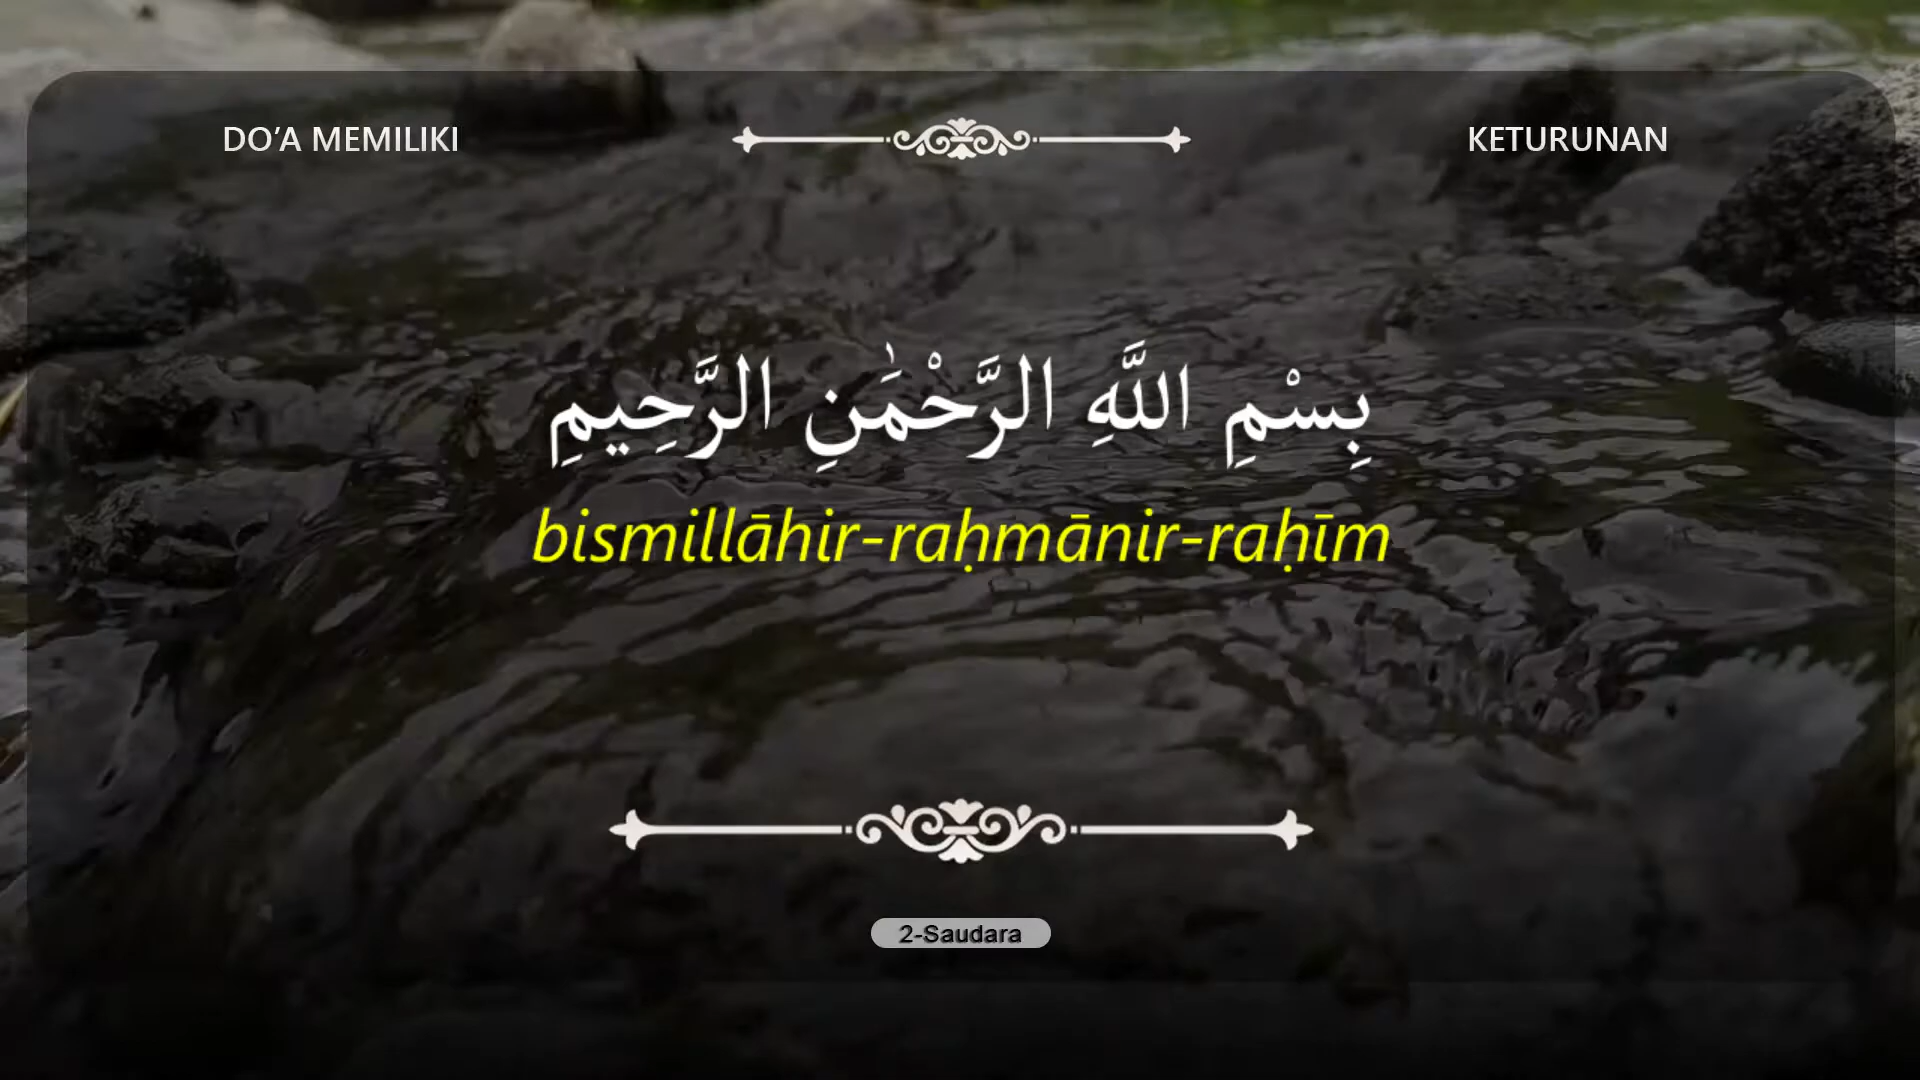 DO’A MEMILIKI KETURUNAN
بِسْمِ اللَّهِ الرَّحْمَٰنِ الرَّحِيمِ
bismillāhir-raḥmānir-raḥīm
2-Saudara